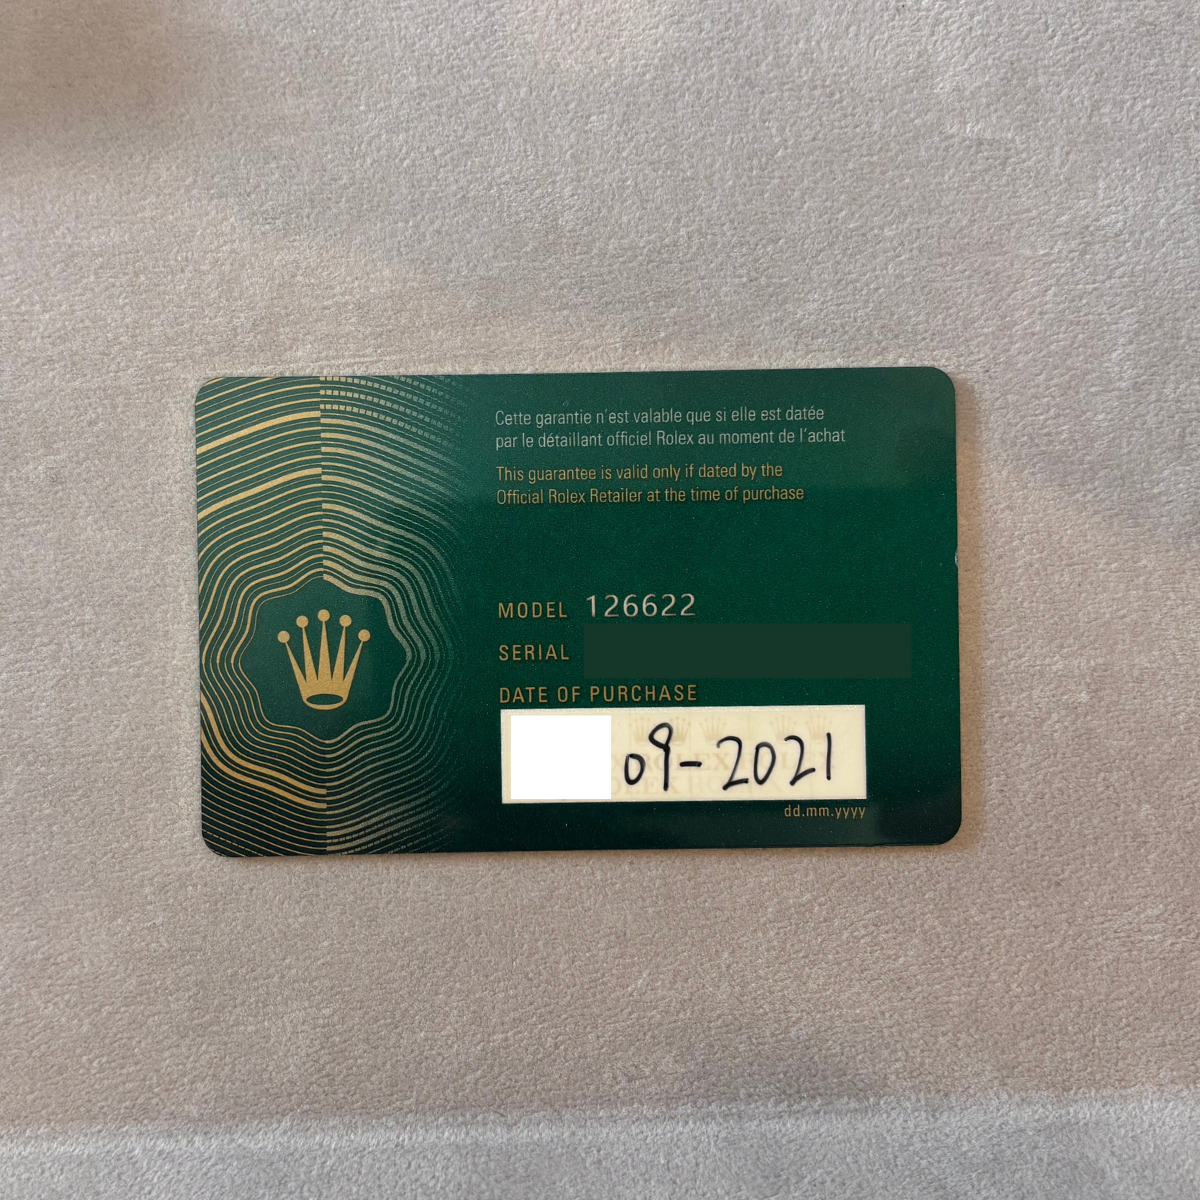 Cette garantie n'est valable que si elle est datée
par le détaillant officiel Rolex au moment de l'achat
This guarantee is valid only if dated by the
Official Rolex Retailer at the time of purchase
MODEL 126622
SERIAL
DATE OF PURCHASE
09-2021
dd.mm.yyyy